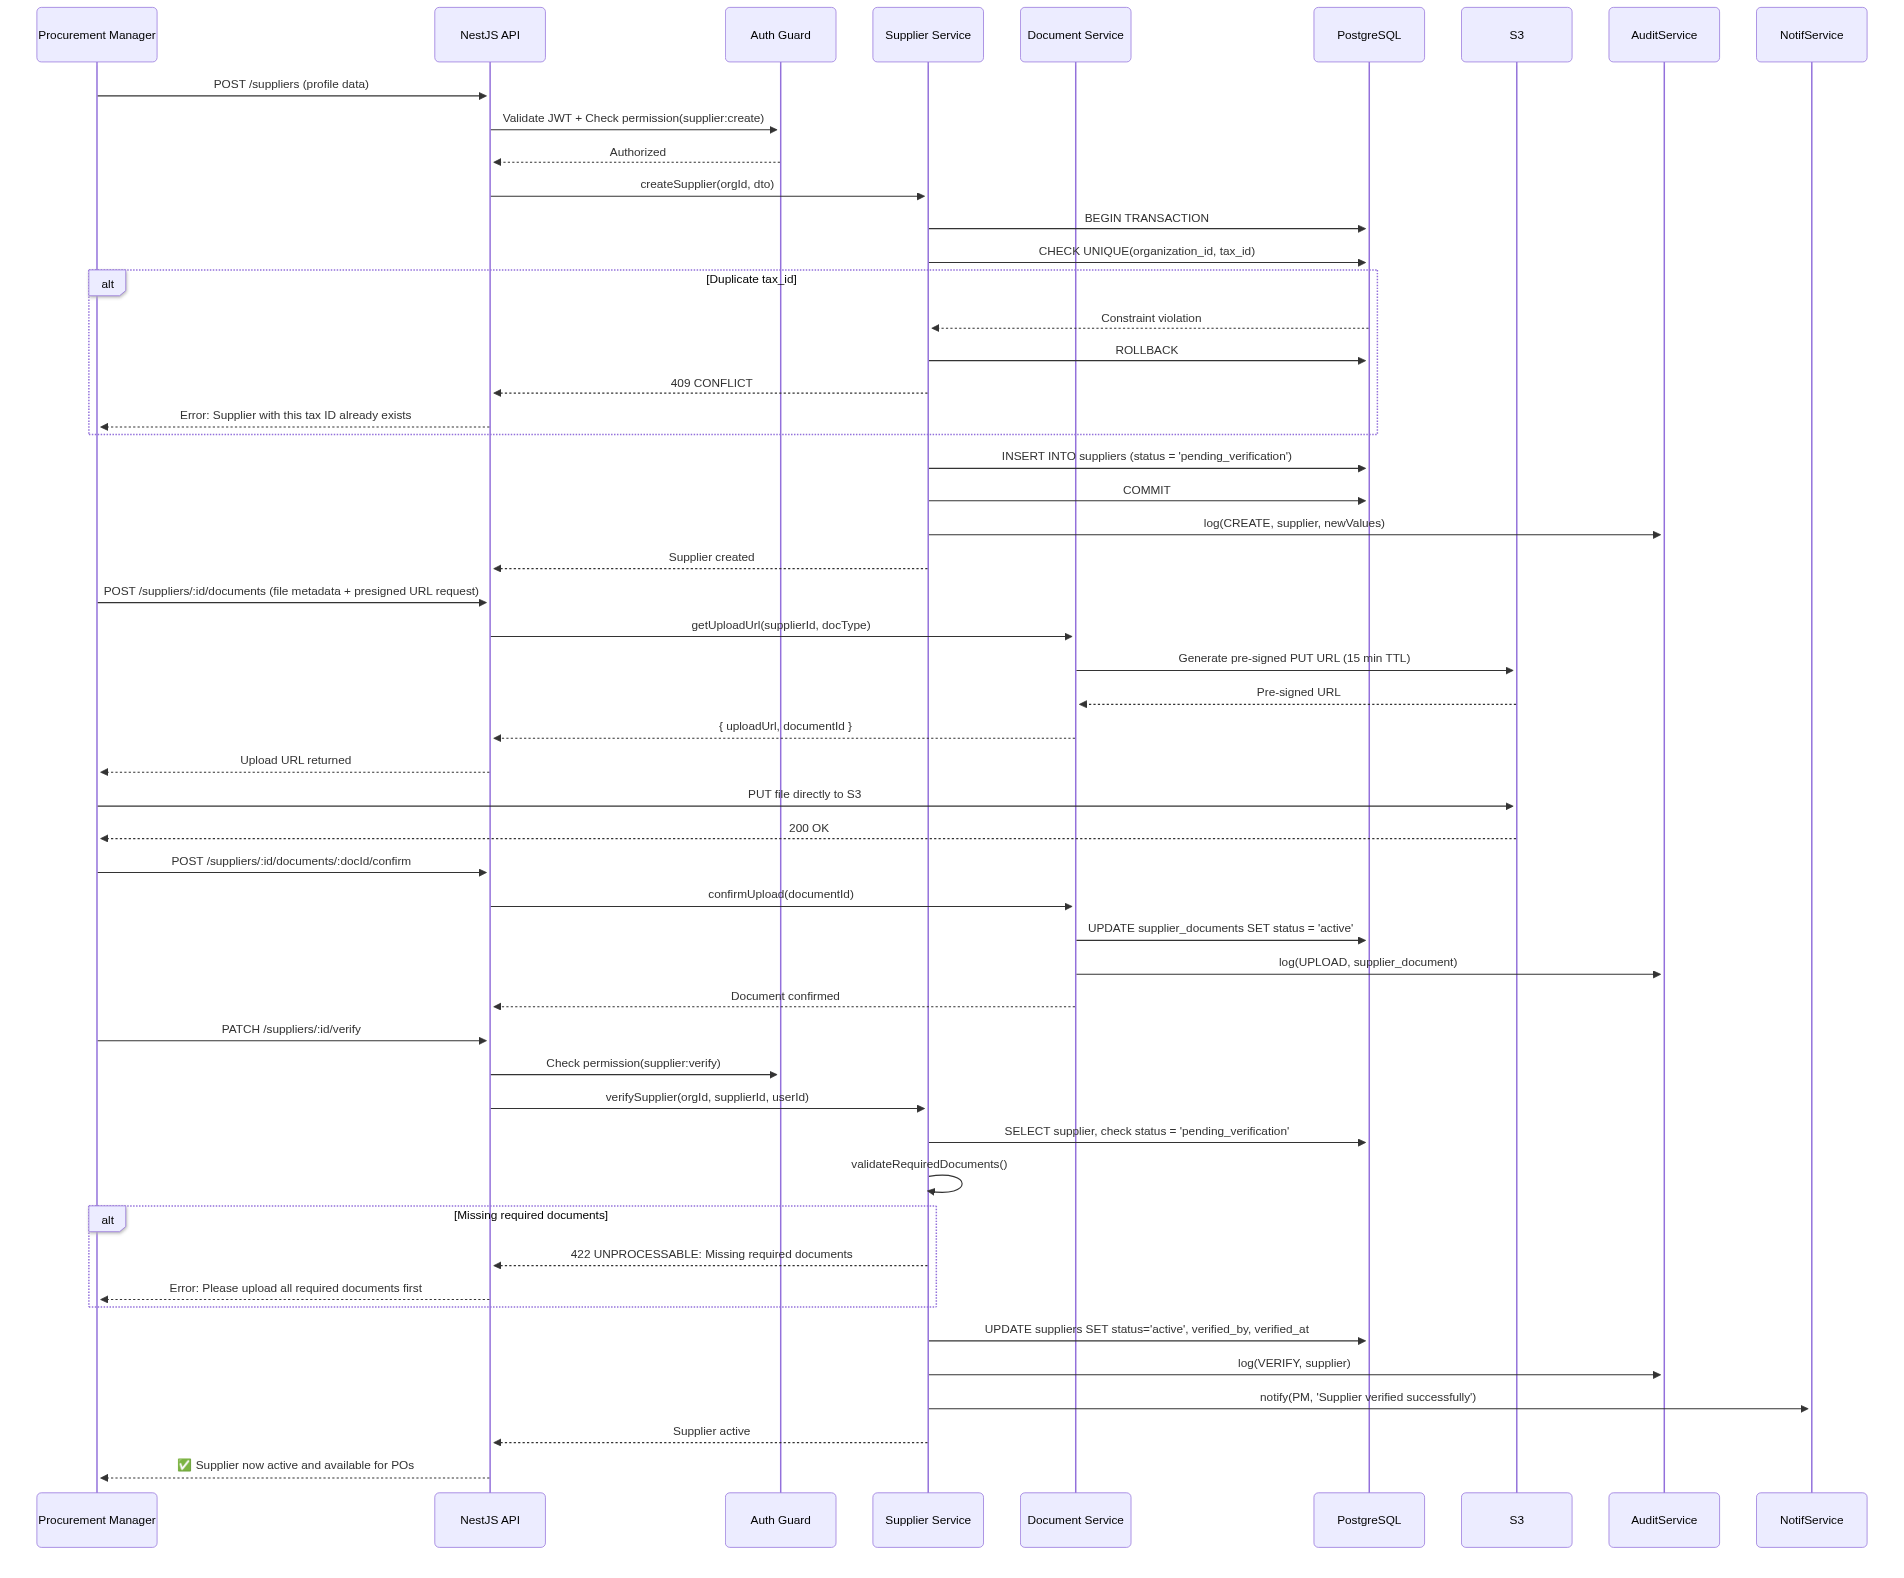 Procurement Manager
NestJS API
Auth Guard
Supplier Service
Document Service
PostgreSQL
S3
AuditService
NotifService
POST /suppliers (profile data)
Validate JWT + Check permission(supplier:create)
Authorized
createSupplier(orgId, dto)
BEGIN TRANSACTION
CHECK UNIQUE(organization_id, tax_id)
alt
[Duplicate tax_id]
Constraint violation
ROLLBACK
409 CONFLICT
Error: Supplier with this tax ID already exists
INSERT INTO suppliers (status = 'pending_verification')
COMMIT
log(CREATE, supplier, newValues)
Supplier created
POST /suppliers/:id/documents (file metadata + presigned URL request)
getUploadUrl(supplierId, docType)
Generate pre-signed PUT URL (15 min TTL)
Pre-signed URL
{ uploadUrl, documentId }
Upload URL returned
PUT file directly to S3
200 OK
POST /suppliers/:id/documents/:docId/confirm
confirmUpload(documentId)
UPDATE supplier_documents SET status = 'active'
log(UPLOAD, supplier_document)
Document confirmed
PATCH /suppliers/:id/verify
Check permission(supplier:verify)
verifySupplier(orgId, supplierId, userId)
SELECT supplier, check status = 'pending_verification'
validateRequiredDocuments()
alt
[Missing required documents]
422 UNPROCESSABLE: Missing required documents
Error: Please upload all required documents first
UPDATE suppliers SET status='active', verified_by, verified_at
log(VERIFY, supplier)
notify(PM, 'Supplier verified successfully')
Supplier active
✅ Supplier now active and available for POs
Procurement Manager
NestJS API
Auth Guard
Supplier Service
Document Service
PostgreSQL
S3
AuditService
NotifService